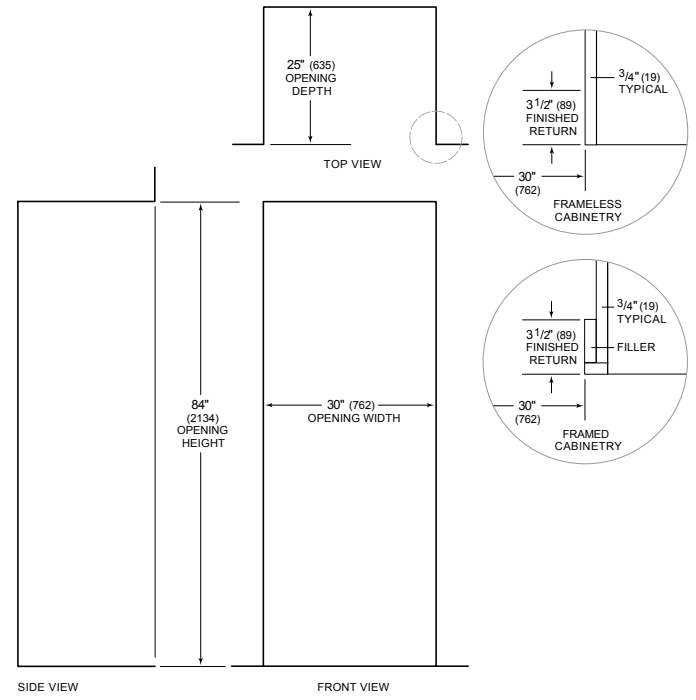 25" (635)
OPENING
DEPTH
TOP VIEW
3/4" (19)
TYPICAL
3 1/2" (89)
FINISHED
RETURN
30"
(762)
FRAMELESS
CABINETRY
3/4" (19)
TYPICAL
3 1/2" (89)
FINISHED
RETURN
FILLER
30"
(762)
FRAMED
CABINETRY
84"
(2134)
OPENING
HEIGHT
30" (762)
OPENING WIDTH
SIDE VIEW
FRONT VIEW